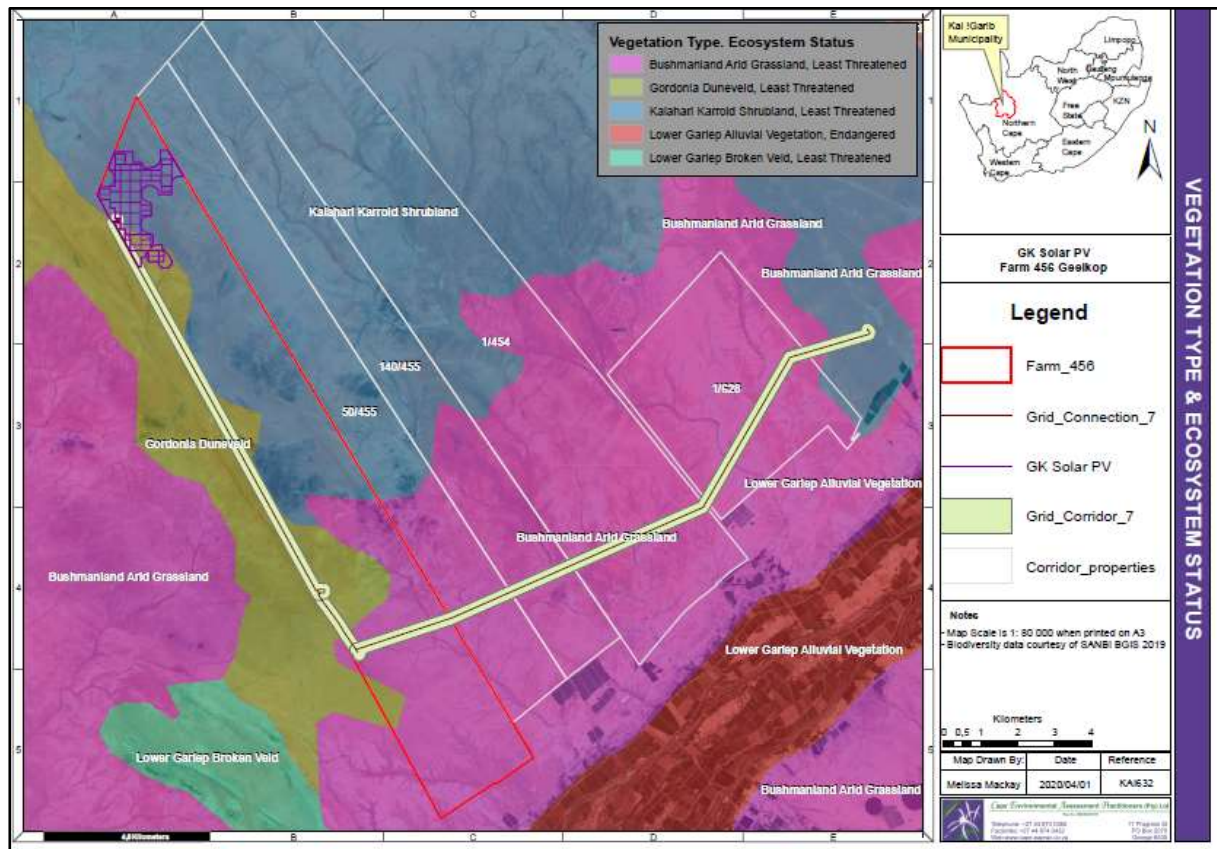 A
B
C
D
E
Vegetation Type. Ecosystem Status
Bushmanland Arid Grassland, Least Threatened
Gordonia Duneveld, Least Threatened
Kalahari Karroid Shrubland, Least Threatened
Lower Gariep Alluvial Vegetation, Endangered
Lower Gariep Broken Veld, Least Threatened
1
1
Kalahari Karroid Shrubland
Bushmanland Arid Grassland
2
2
Bushmanland Arid Grassland
1/454
140/455
1/628
50/455
3
3
Gordonia Duneveld
Lower Gariep Alluvial Vegetation
Bushmanland Arid Grassland
Bushmanland Arid Grassland
4
4
Lower Gariep Alluvial Vegetation
5
5
Lower Gariep Broken Veld
Bushmanland Arid Grassland
Kilometers
A
B
C
D
E
Kai !Garib
Municipality
Limpopo
North
West
Gauteng
Mpumalanga
Free
State
KZN
Northern
Cape
Eastern
Cape
Western
Cape
N
GK Solar PV
Farm 456 Geelkop
Legend
Farm_456
Grid_Connection_7
GK Solar PV
Grid_Corridor_7
Corridor_properties
Notes
- Map Scale is 1: 80 000 when printed on A3
- Biodiversity data courtesy of SANBI BGIS 2019
Kilometers
0 0,5 1 2 3 4
Map Drawn By: Date Reference
Melissa Mackay 2020/04/01 KAI632
Cape Environmental Assessment Practitioners (Pty) Ltd
VEGETATION TYPE & ECOSYSTEM STATUS